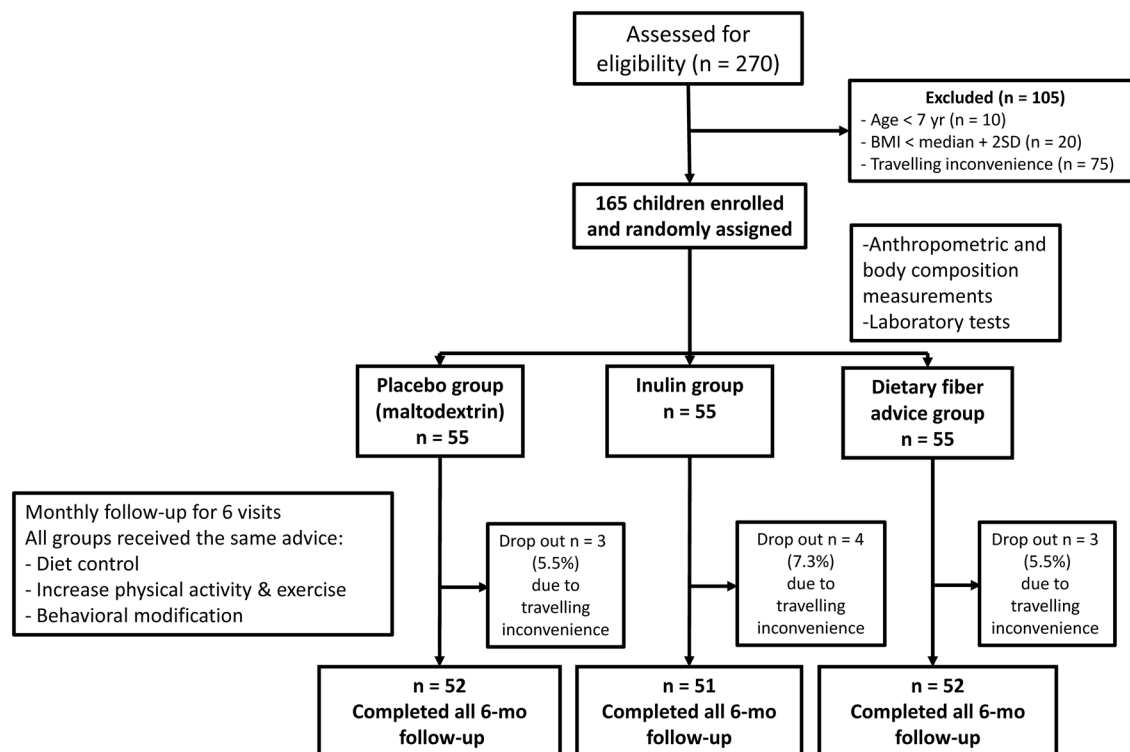 Assessed for
eligibility (n = 270)
Excluded (n = 105)
- Age < 7 yr (n = 10)
- BMI < median + 2SD (n = 20)
- Travelling inconvenience (n = 75)
165 children enrolled
and randomly assigned
-Anthropometric and
body composition
measurements
-Laboratory tests
Placebo group
(maltodextrin)
n = 55
Inulin group
n = 55
Dietary fiber
advice group
n = 55
Monthly follow-up for 6 visits
All groups received the same advice:
- Diet control
- Increase physical activity & exercise
- Behavioral modification
Drop out n = 3
(5.5%)
due to
travelling
inconvenience
Drop out n = 4
(7.3%)
due to
travelling
inconvenience
Drop out n = 3
(5.5%)
due to
travelling
inconvenience
n = 52
Completed all 6-mo
follow-up
n = 51
Completed all 6-mo
follow-up
n = 52
Completed all 6-mo
follow-up